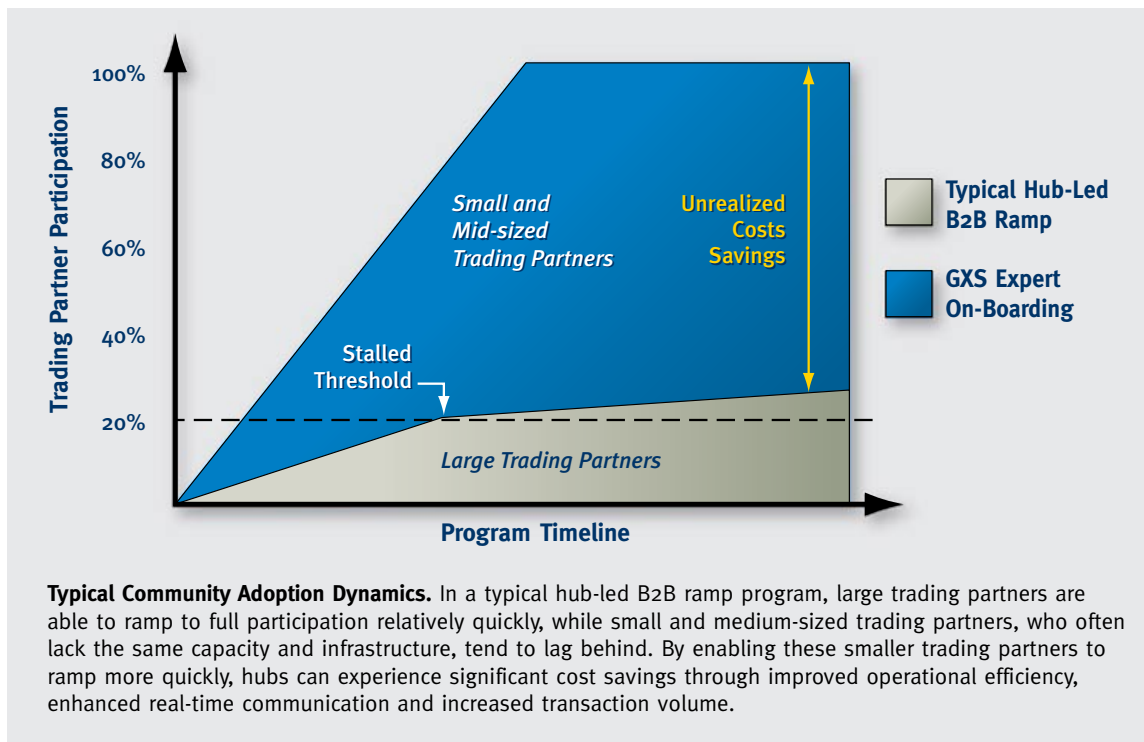 100%
80%
60%
40%
20%
Trading Partner Participation
Small and
Mid-sized
Trading Partners
Unrealized
Costs
Savings
Stalled
Threshold
Large Trading Partners
Program Timeline
Typical Hub-Led
B2B Ramp
GXS Expert
On-Boarding
Typical Community Adoption Dynamics. In a typical hub-led B2B ramp program, large trading partners are
able to ramp to full participation relatively quickly, while small and medium-sized trading partners, who often
lack the same capacity and infrastructure, tend to lag behind. By enabling these smaller trading partners to
ramp more quickly, hubs can experience significant cost savings through improved operational efficiency,
enhanced real-time communication and increased transaction volume.